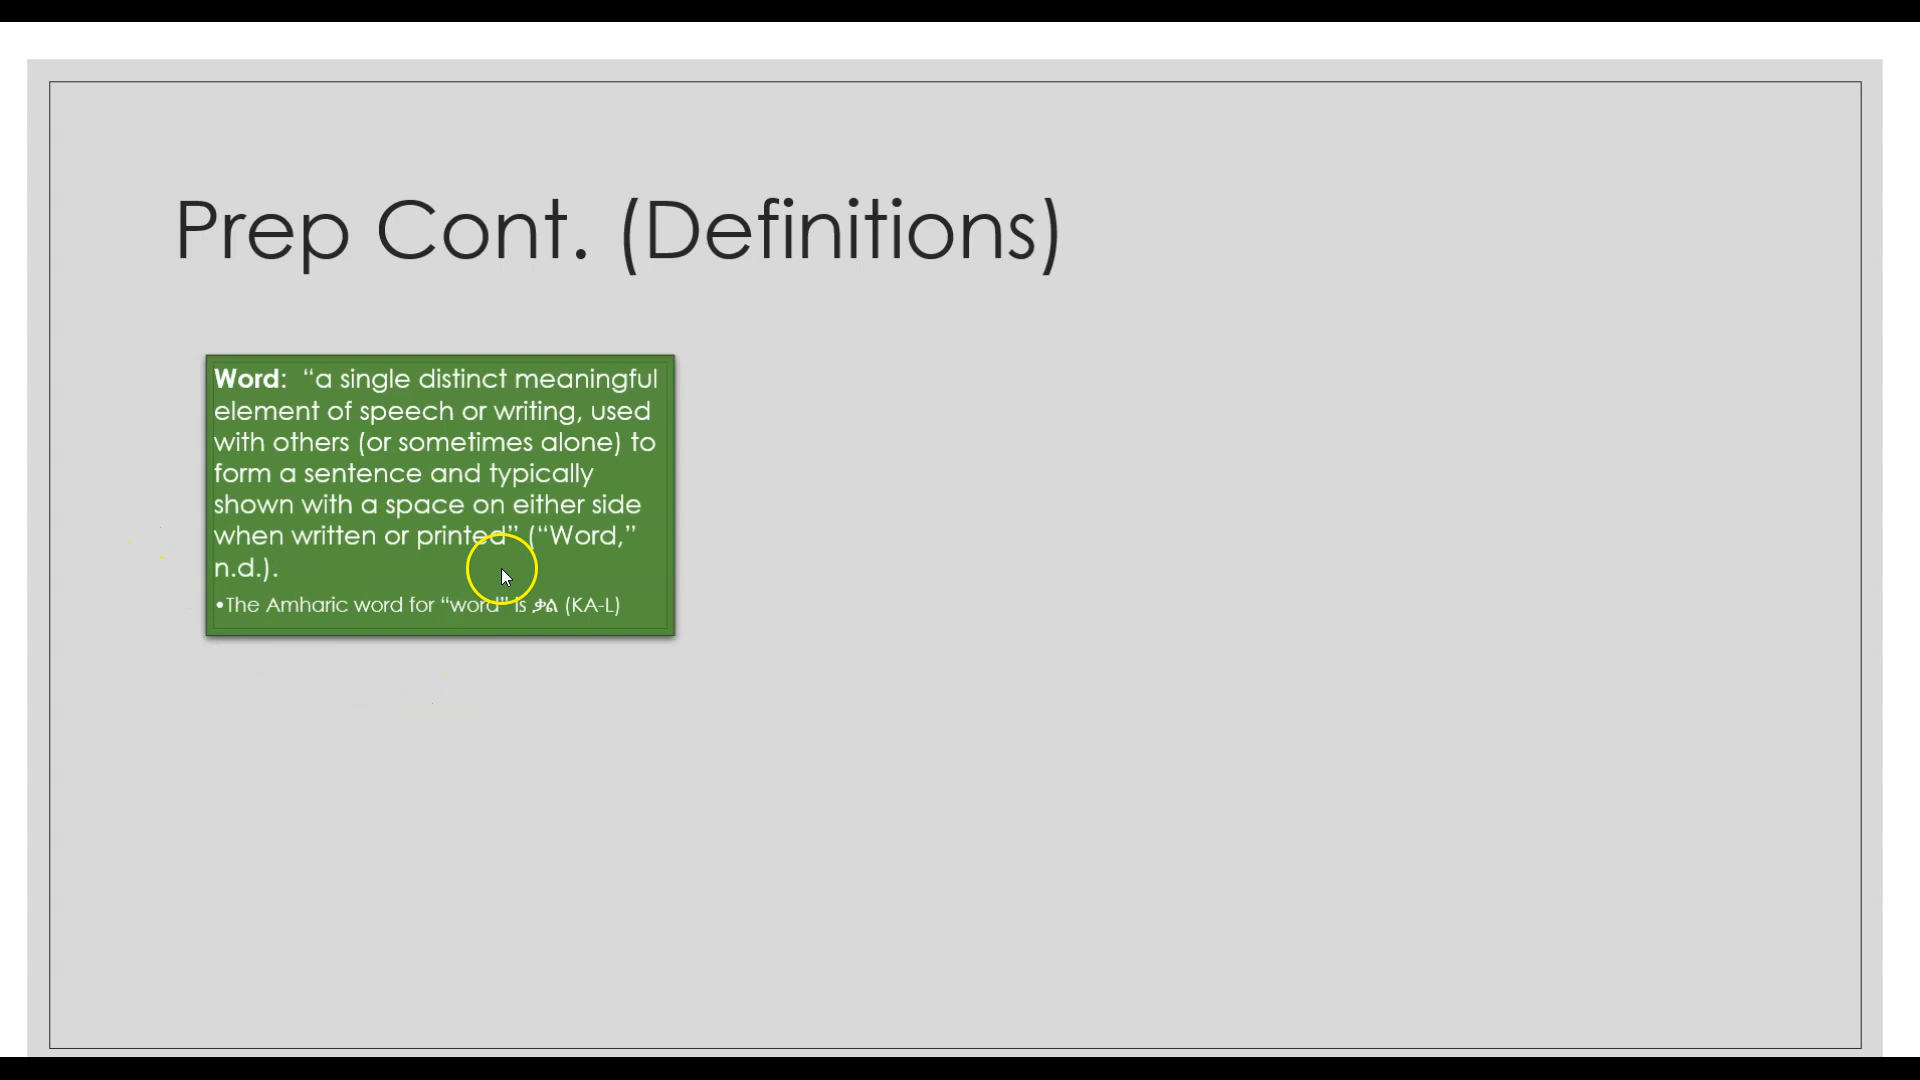 Prep Cont. (Definitions)
Word:  “a single distinct meaningful
element of speech or writing, used
with others (or sometimes alone) to
form a sentence and typically
shown with a space on either side
when written or printed” (“Word,”
n.d.).
•The Amharic word for “word” is ቃል (KA-L)